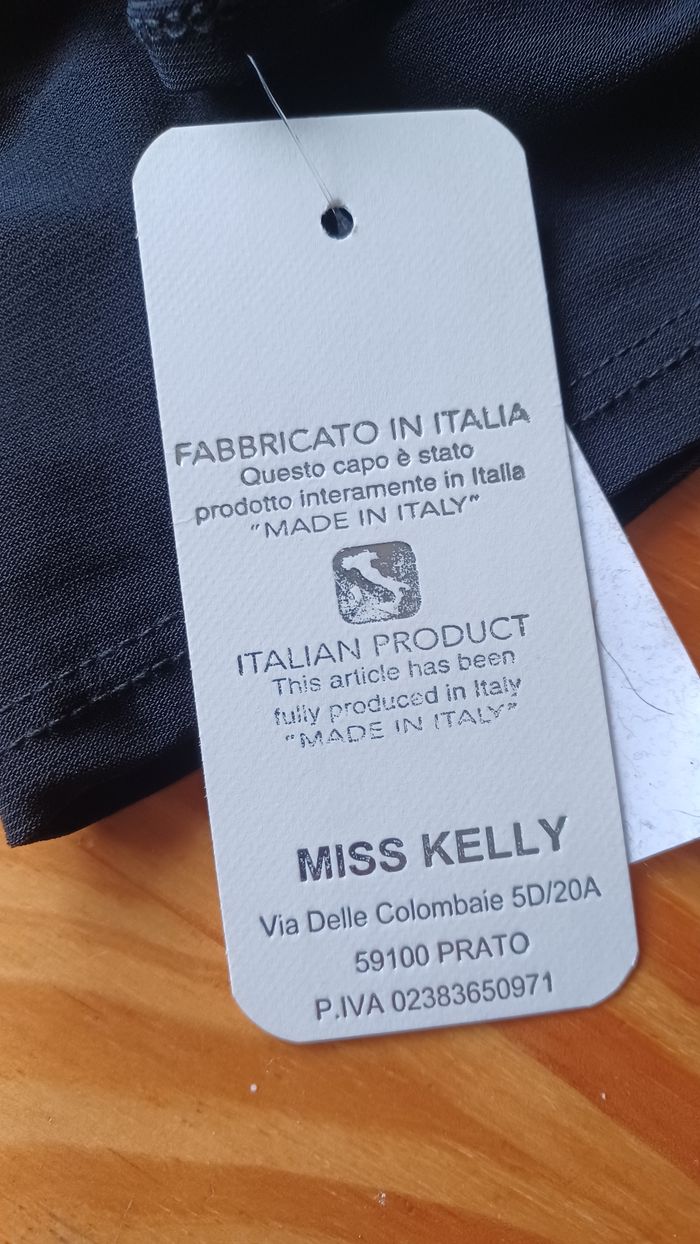 FABBRICATO IN ITALIA
Questo capo è stato
prodotto interamente in Italia
"MADE IN ITALY"
ITALIAN PRODUCT
This article has been
fully produced in Italy
"MADE IN ITALY"
MISS KELLY
Via Delle Colombaie 5D/20A
59100 PRATO
P.IVA 02383650971